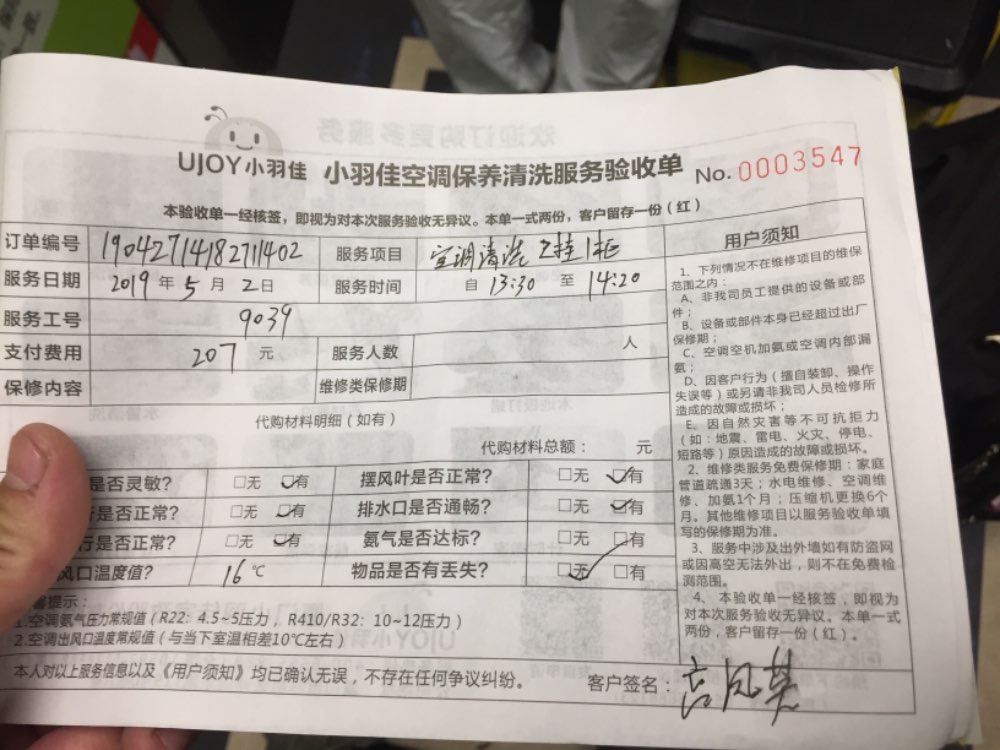 UJOY小羽佳 小羽佳空调保养清洗服务验收单 No. 0003547
本验收单一经核签，即视为对本次服务验收无异议。本单一式两份，客户留存一份（红）
订单编号 19042714182711402 服务项目 空调清洗 2挂1柜
服务日期 2019 年 5 月 2 日 服务时间 自 13:30 至 14:20
服务工号 9039
支付费用 207 元 服务人数 人
保修内容 维修类保修期
代购材料明细（如有）
代购材料总额： 元
是否灵敏？ □无 □有 摆风叶是否正常？ □无 □有
行是否正常？ □无 □有 排水口是否通畅？ □无 □有
行是否正常？ □无 □有 氨气是否达标？ □无 □有
风口温度值？ 16 ℃ 物品是否有丢失？ □无 □有
提示：
1.空调氨气压力常规值（R22：4.5~5压力，R410/R32：10~12压力）
2.空调出风口温度常规值（与当下室温相差10℃左右）
本人对以上服务信息以及《用户须知》均已确认无误，不存在任何争议纠纷。
客户签名：
用户须知
1、下列情况不在维修项目的维保
范围之内：
A、非我司员工提供的设备或部
件；
B、设备或部件本身已经超过出厂
保修期；
C、空调空机加氨或空调内部漏
氨；
D、因客户行为（擅自装卸、操作
失误等）或另请非我司人员检修所
造成的故障或损坏；
E、因自然灾害等不可抗拒力
（如：地震、雷电、火灾、停电、
短路等）原因造成的故障或损坏。
2、维修类服务免费保修期：家庭
管道疏通3天；水电维修、空调维
修、加氨1个月；压缩机更换6个
月。其他维修项目以服务验收单填
写的保修期为准。
3、服务中涉及出外墙如有防盗网
或因高空无法外出，则不在免费检
测范围。
4、本验收单一经核签，即视为
对本次服务验收无异议。本单一式
两份，客户留存一份（红）。